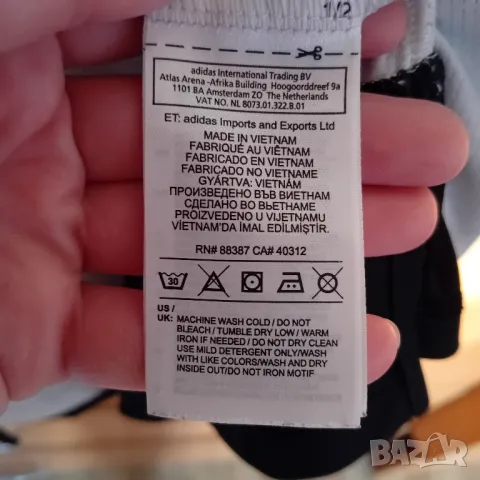 1/2
adidas International Trading BV
Atlas Arena -Afrika Building Hoogoorddreef 9a
1101 BA Amsterdam ZO The Netherlands
VAT NO. NL 8073.01.322.B.01
ET: adidas Imports and Exports Ltd
MADE IN VIETNAM
FABRIQUÉ AU VIÊTNAM
FABRICADO EN VIETNAM
FABRICADO NO VIETNAME
GYÁRTVA: VIETNÁM
ПРОИЗВЕДЕНО ВЪВ ВИЕТНАМ
СДЕЛАНО ВО ВЬЕТНАМЕ
PROIZVEDENO U VIJETNAMU
VİETNAM'DA IMAL EDİLMİŞTİR.
RN# 88387 CA# 40312
30
US /
UK: MACHINE WASH COLD / DO NOT
BLEACH / TUMBLE DRY LOW / WARM
IRON IF NEEDED / DO NOT DRY CLEAN
USE MILD DETERGENT ONLY/WASH
WITH LIKE COLORS/WASH AND DRY
INSIDE OUT/DO NOT IRON MOTIF
BAZAR
bg